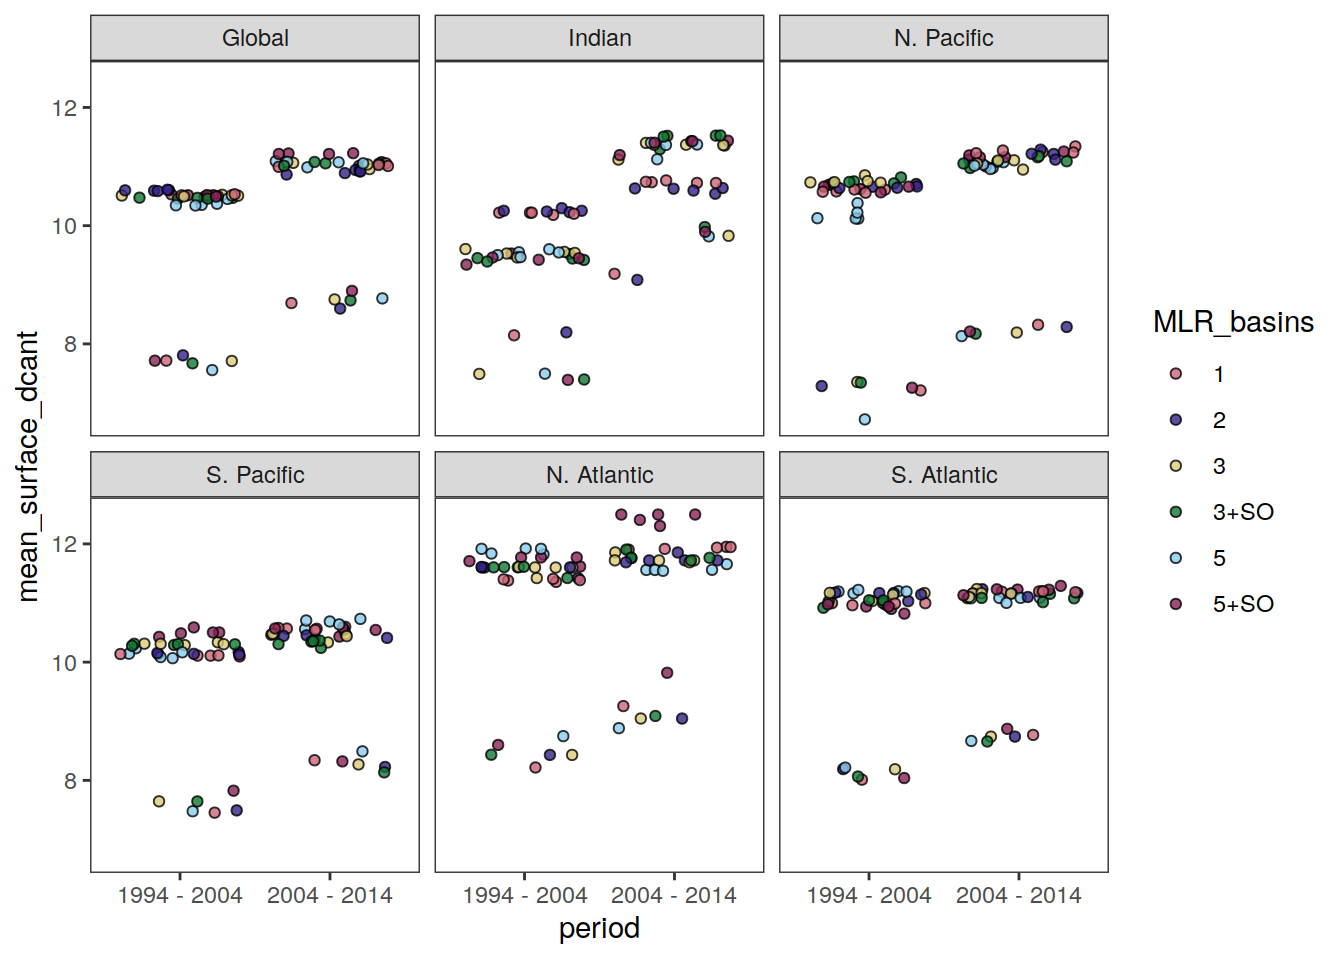 Global
Indian
N. Pacific
12
10
8
S. Pacific
N. Atlantic
S. Atlantic
12
10
8
mean_surface_dcant
1994 - 2004
2004 - 2014
1994 - 2004
2004 - 2014
1994 - 2004
2004 - 2014
period
MLR_basins
1
2
3
3+SO
5
5+SO